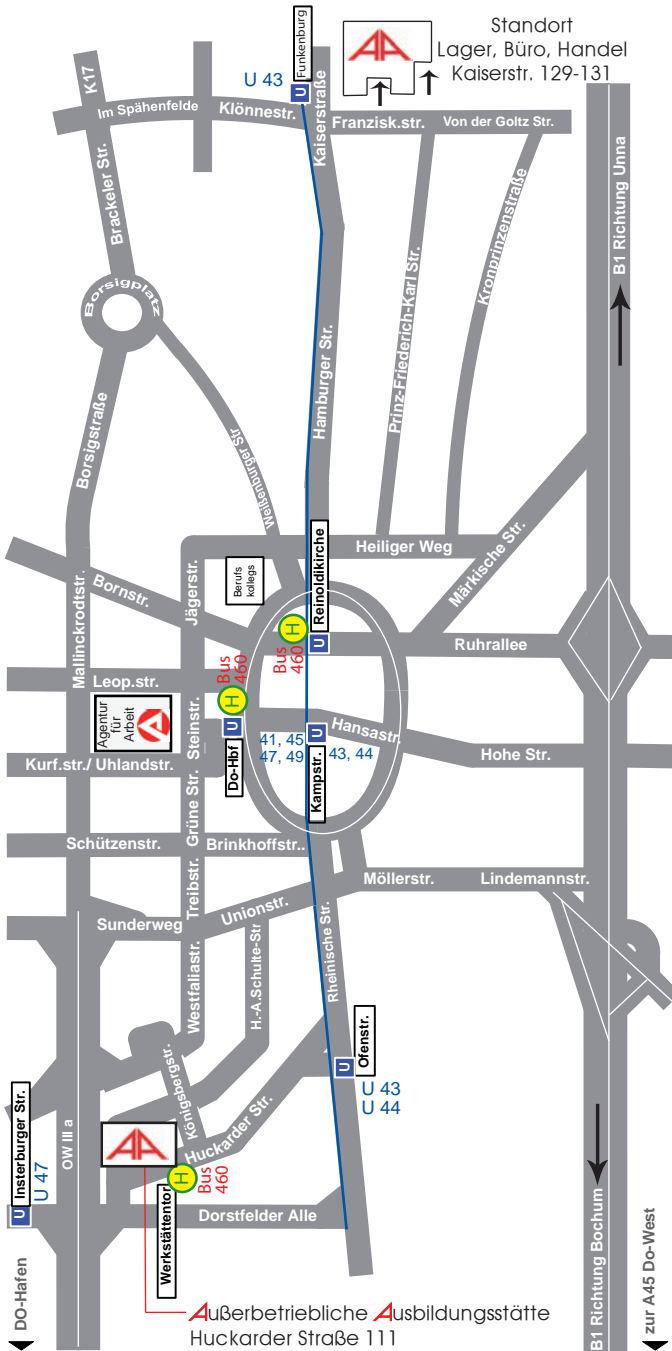 Standort
Lager, Büro, Handel
Kaiserstr. 129-131
AA
Funkenburg
U
U 43
K17
Im Spähenfelde
Klönnestr.
Kaiserstraße
Franzisk.str.
Von der Goltz Str.
Brackeler Str.
Borsigplatz
Borsigstraße
Weißenburger Str
Hamburger Str.
Prinz-Friederich-Karl Str.
Kronprinzenstraße
B1 Richtung Unna
Mallinckrodtstr.
Bornstr.
Jägerstr.
Berufs
kollegs
Reinoldikirche
U
Heiliger Weg
Märkische Str.
H
Bus
460
Ruhrallee
Leop.str.
Bus
460
H
Agentur
für
Arbeit
Steinstr.
U
Do-Hbf
41, 45,
47, 49
U
Kampstr.
43, 44
Hansastr.
Hohe Str.
Kurf.str./ Uhlandstr.
Grüne Str.
Schützenstr.
Brinkhoffstr..
Treibstr.
Möllerstr.
Lindemannstr.
Sunderweg
Unionstr.
Westfaliastr.
H.-A.Schulte-Str
Rheinische Str.
Ofenstr.
U
U 43
U 44
Königsbergstr.
Huckarder Str.
OW III a
Insterburger Str.
U
U 47
AA
H
Bus
460
Werkstättentor
Dorstfelder Alle
DO-Hafen
B1 Richtung Bochum
zur A45 Do-West
Außerbetriebliche Ausbildungsstätte
Huckarder Straße 111